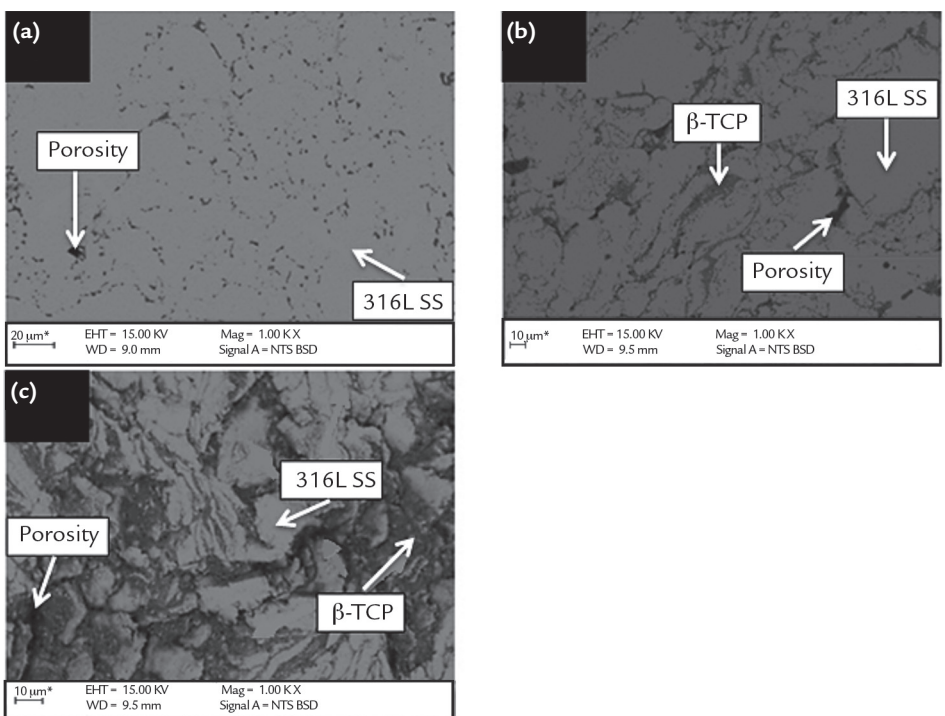 (a)
Porosity
316L SS
20 µm*
EHT = 15.00 KV
Mag = 1.00 K X
WD = 9.0 mm
Signal A = NTS BSD
(b)
316L SS
β-TCP
Porosity
10 µm*
EHT = 15.00 KV
Mag = 1.00 K X
WD = 9.5 mm
Signal A = NTS BSD
(c)
316L SS
Porosity
β-TCP
10 µm*
EHT = 15.00 KV
Mag = 1.00 K X
WD = 9.5 mm
Signal A = NTS BSD